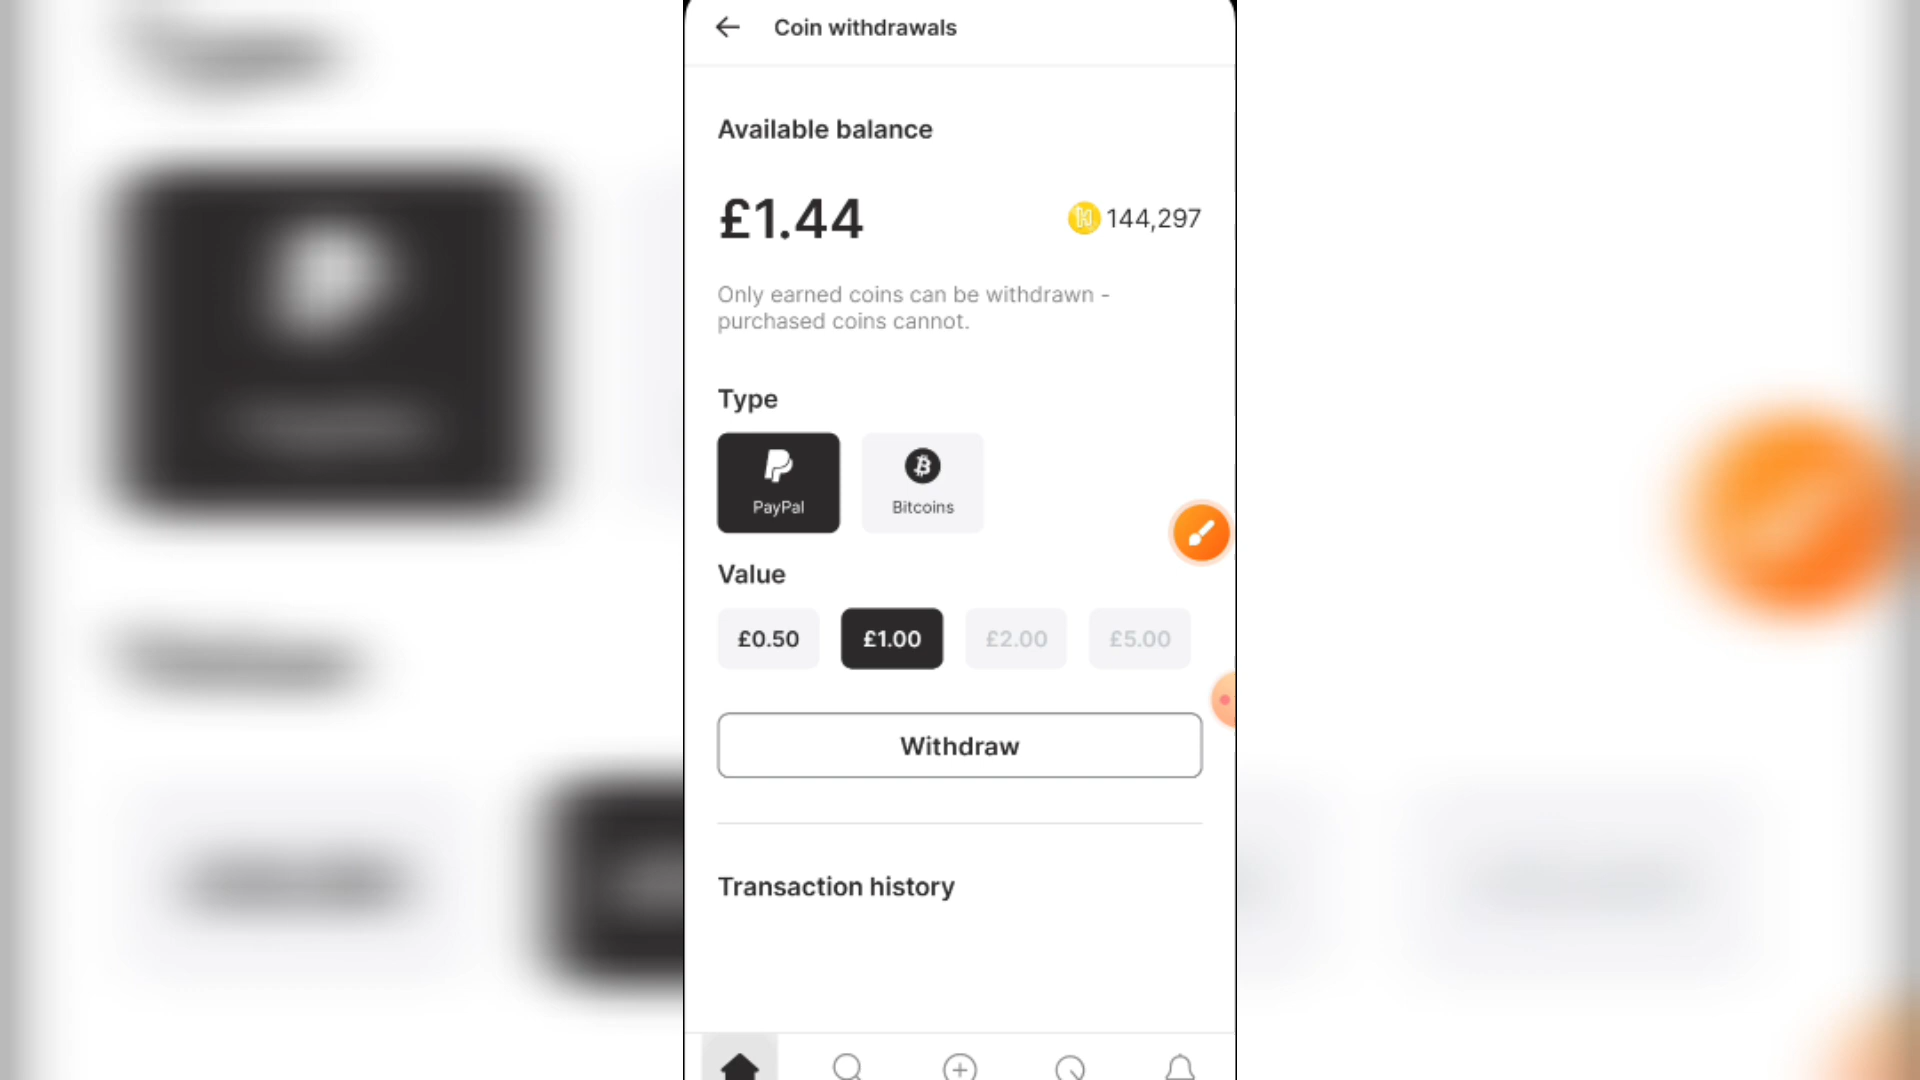 Coin withdrawals
Available balance
£1.44
144,297
Only earned coins can be withdrawn -
purchased coins cannot.
Type
PayPal
Bitcoins
Value
£0.50
£1.00
£2.00
£5.00
Withdraw
Transaction history